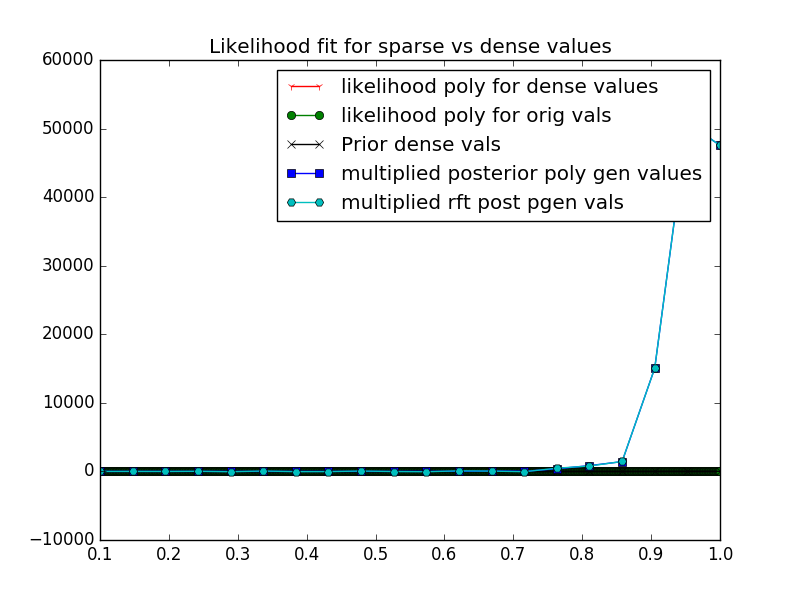 Likelihood fit for sparse vs dense values
60000
50000
40000
30000
20000
10000
0
−10000
likelihood poly for dense values
likelihood poly for orig vals
Prior dense vals
multiplied posterior poly gen values
multiplied rft post pgen vals
0.1 0.2 0.3 0.4 0.5 0.6 0.7 0.8 0.9 1.0